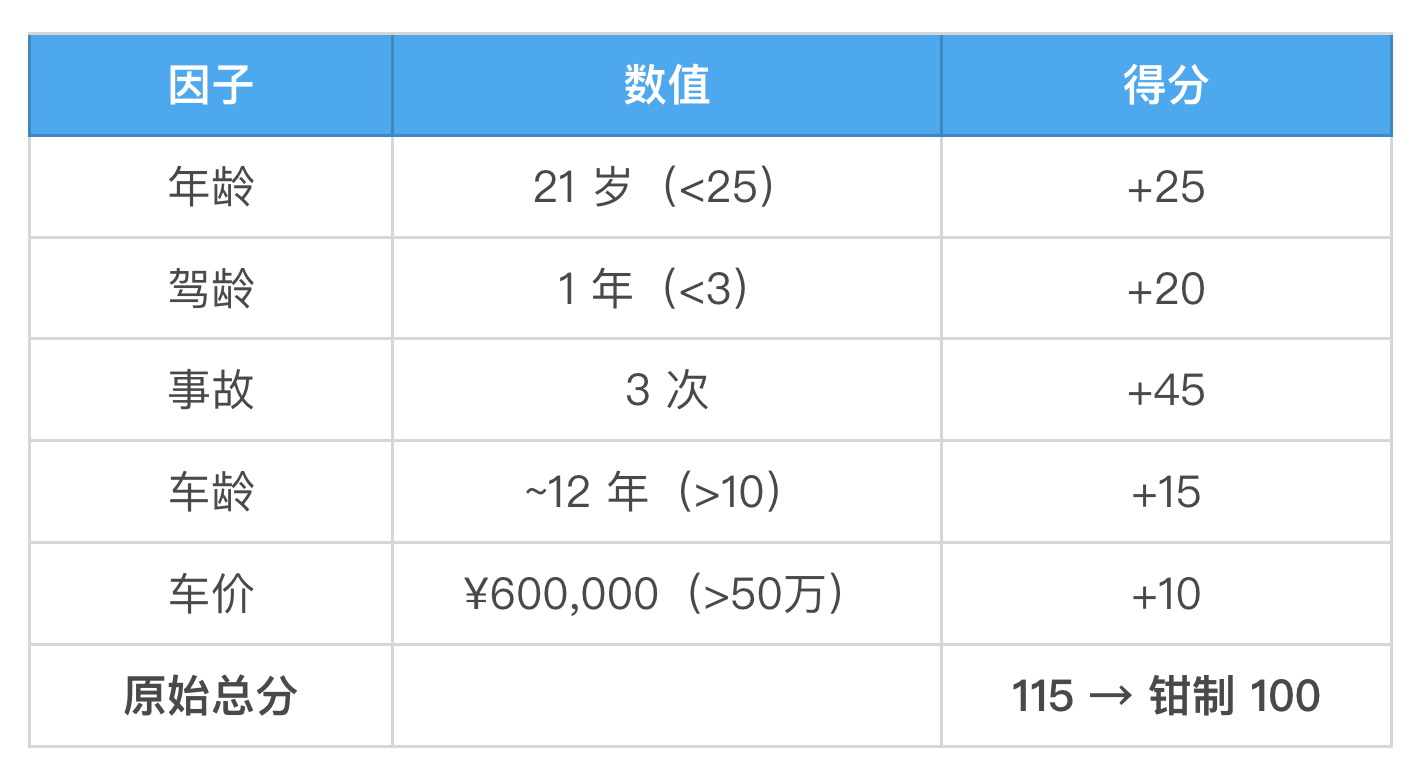 因子 数值 得分
年龄 21 岁（<25） +25
驾龄 1 年（<3） +20
事故 3 次 +45
车龄 ~12 年（>10） +15
车价 ¥600,000（>50万） +10
原始总分 115 → 钳制 100